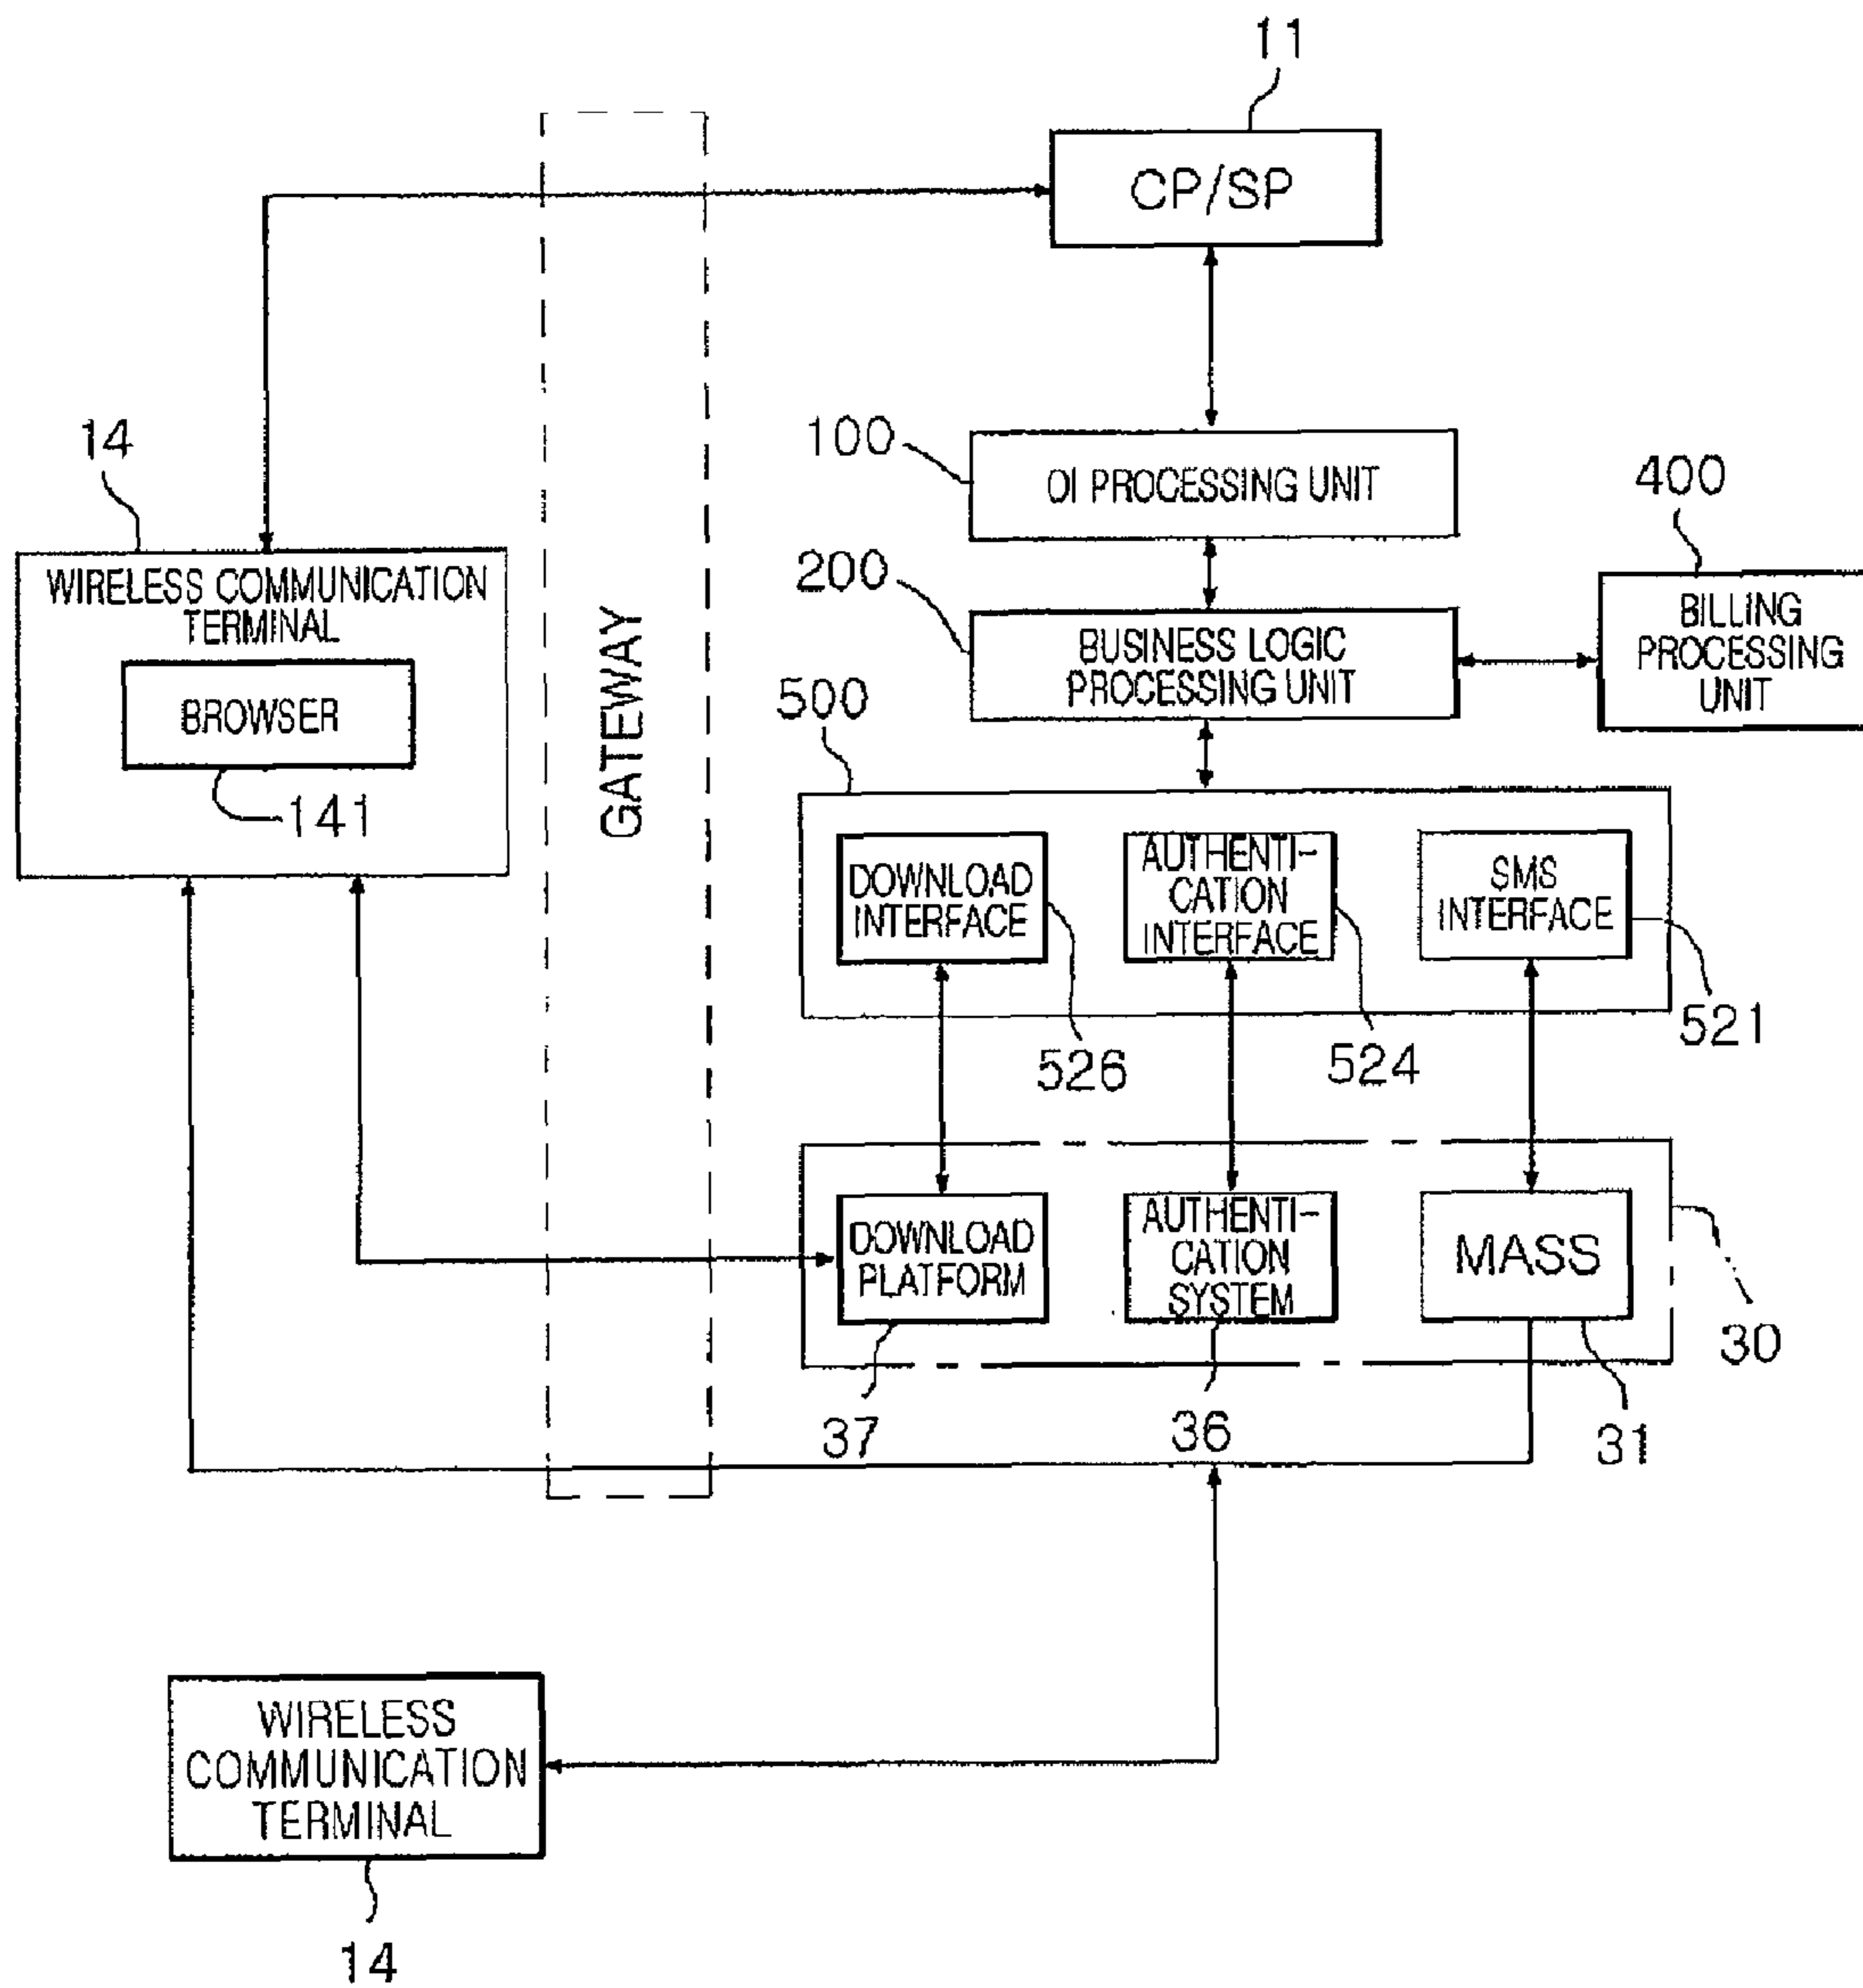 11
CP/SP
100
OI PROCESSING UNIT
14
400
WIRELESS COMMUNICATION
TERMINAL
BROWSER
141
GATEWAY
200
BUSINESS LOGIC
PROCESSING UNIT
BILLING
PROCESSING
UNIT
500
DOWNLOAD
INTERFACE
AUTHENTI-
CATION
INTERFACE
SMS
INTERFACE
526
524
521
DOWNLOAD
PLATFORM
AUTHENTI-
CATION
SYSTEM
MASS
30
37
36
31
WIRELESS
COMMUNICATION
TERMINAL
14